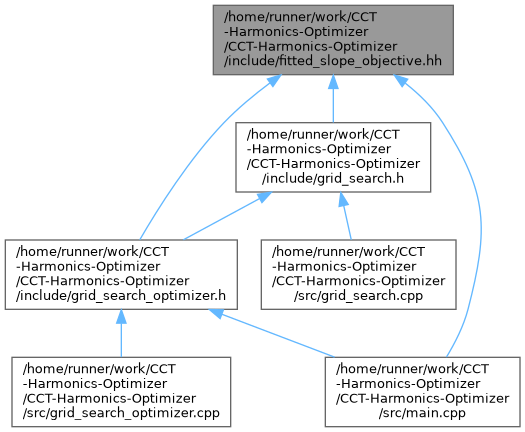 /home/runner/work/CCT
-Harmonics-Optimizer
/CCT-Harmonics-Optimizer
/include/fitted_slope_objective.hh
/home/runner/work/CCT
-Harmonics-Optimizer
/CCT-Harmonics-Optimizer
/include/grid_search.h
/home/runner/work/CCT
-Harmonics-Optimizer
/CCT-Harmonics-Optimizer
/include/grid_search_optimizer.h
/home/runner/work/CCT
-Harmonics-Optimizer
/CCT-Harmonics-Optimizer
/src/grid_search.cpp
/home/runner/work/CCT
-Harmonics-Optimizer
/CCT-Harmonics-Optimizer
/src/grid_search_optimizer.cpp
/home/runner/work/CCT
-Harmonics-Optimizer
/CCT-Harmonics-Optimizer
/src/main.cpp